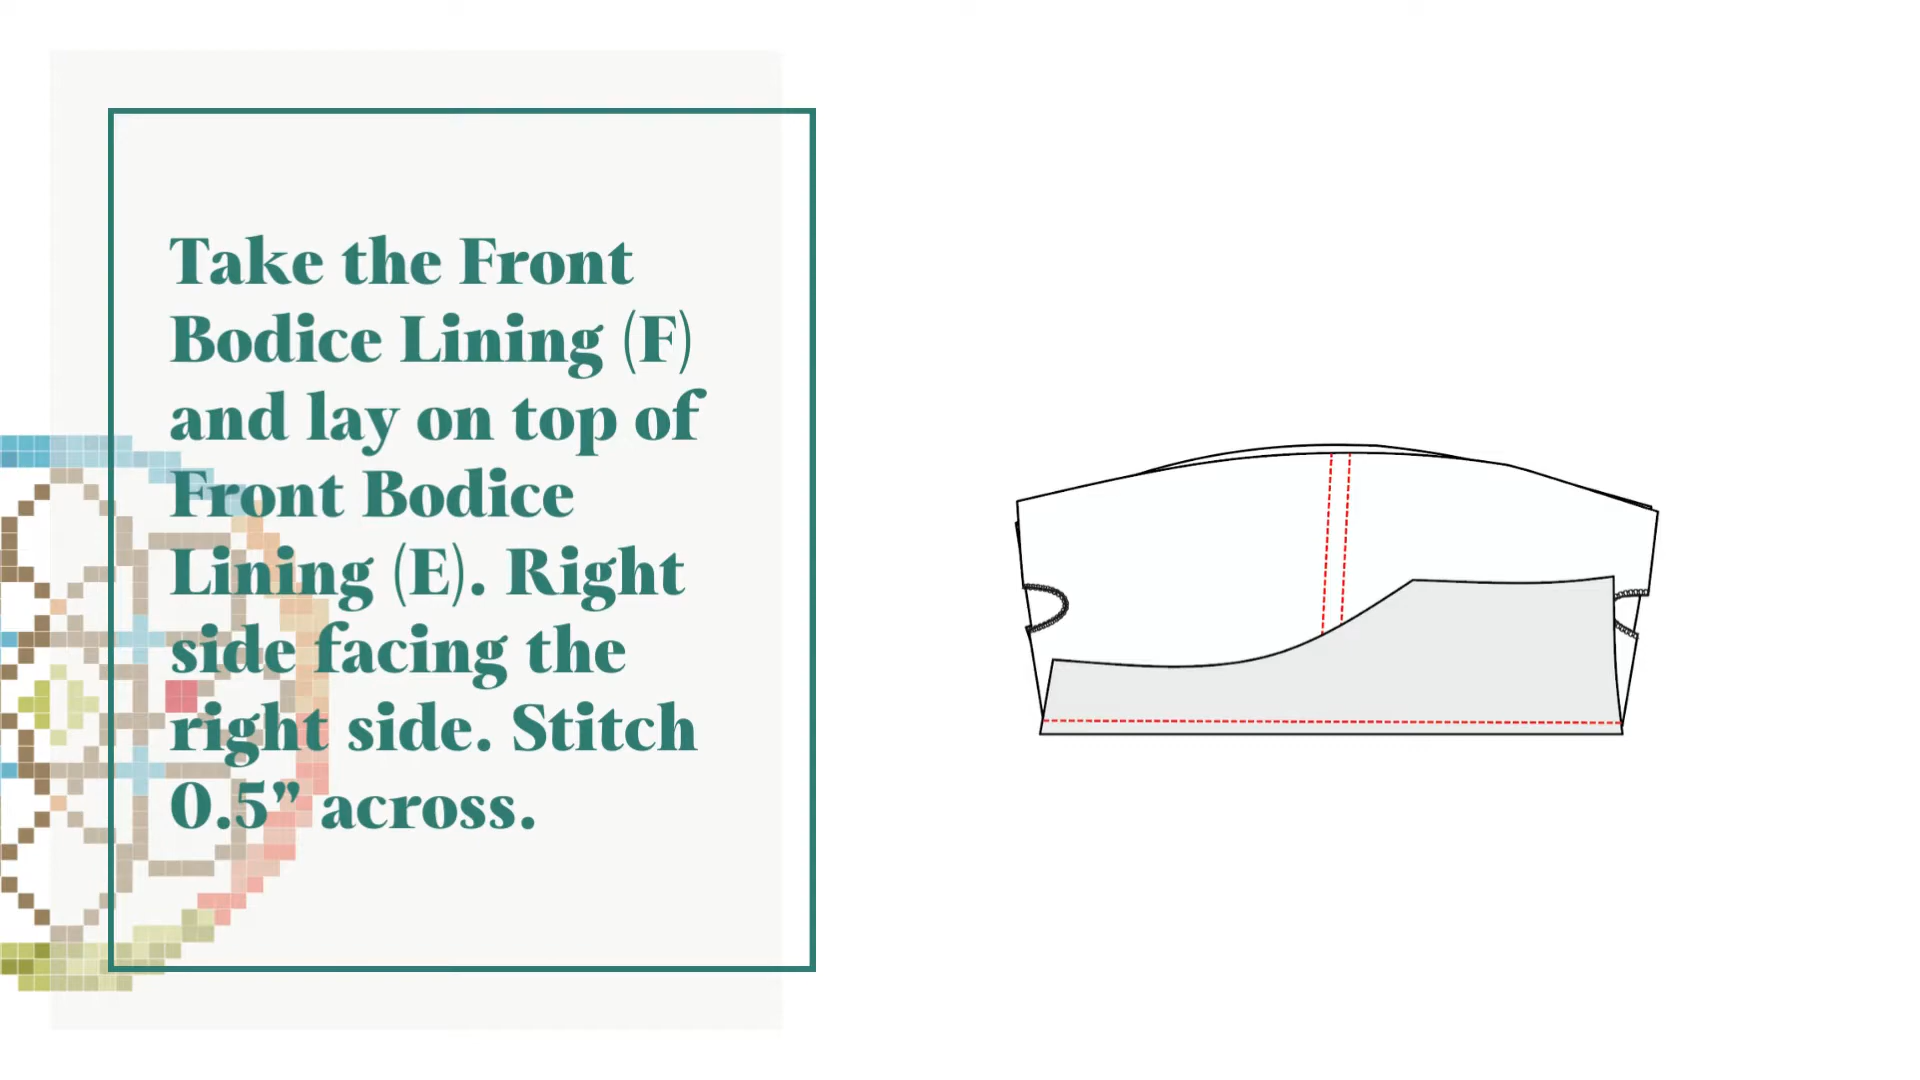 Take the Front
Bodice Lining (F)
and lay on top of
Front Bodice
Lining (E). Right
side facing the
right side. Stitch
0.5” across.